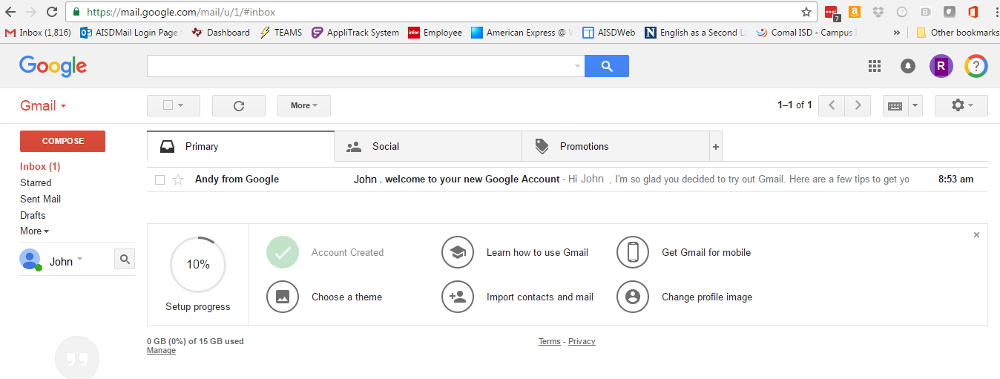 https://mail.google.com/mail/u/1/#inbox
7
Inbox (1,816) AISDMail Login Page Dashboard TEAMS AppliTrack System infor Employee American Express @ AISDWeb N English as a Second Comal ISD - Campus » Other bookmarks
Google R ?
Gmail More 1–1 of 1
COMPOSE
Primary Social Promotions +
Inbox (1)
Starred
Sent Mail
Drafts
More
Andy from Google John , welcome to your new Google Account - Hi John , I'm so glad you decided to try out Gmail. Here are a few tips to get yo 8:53 am
John
10%
Setup progress
Account Created Learn how to use Gmail Get Gmail for mobile
Choose a theme Import contacts and mail Change profile image
0 GB (0%) of 15 GB used
Manage
Terms - Privacy